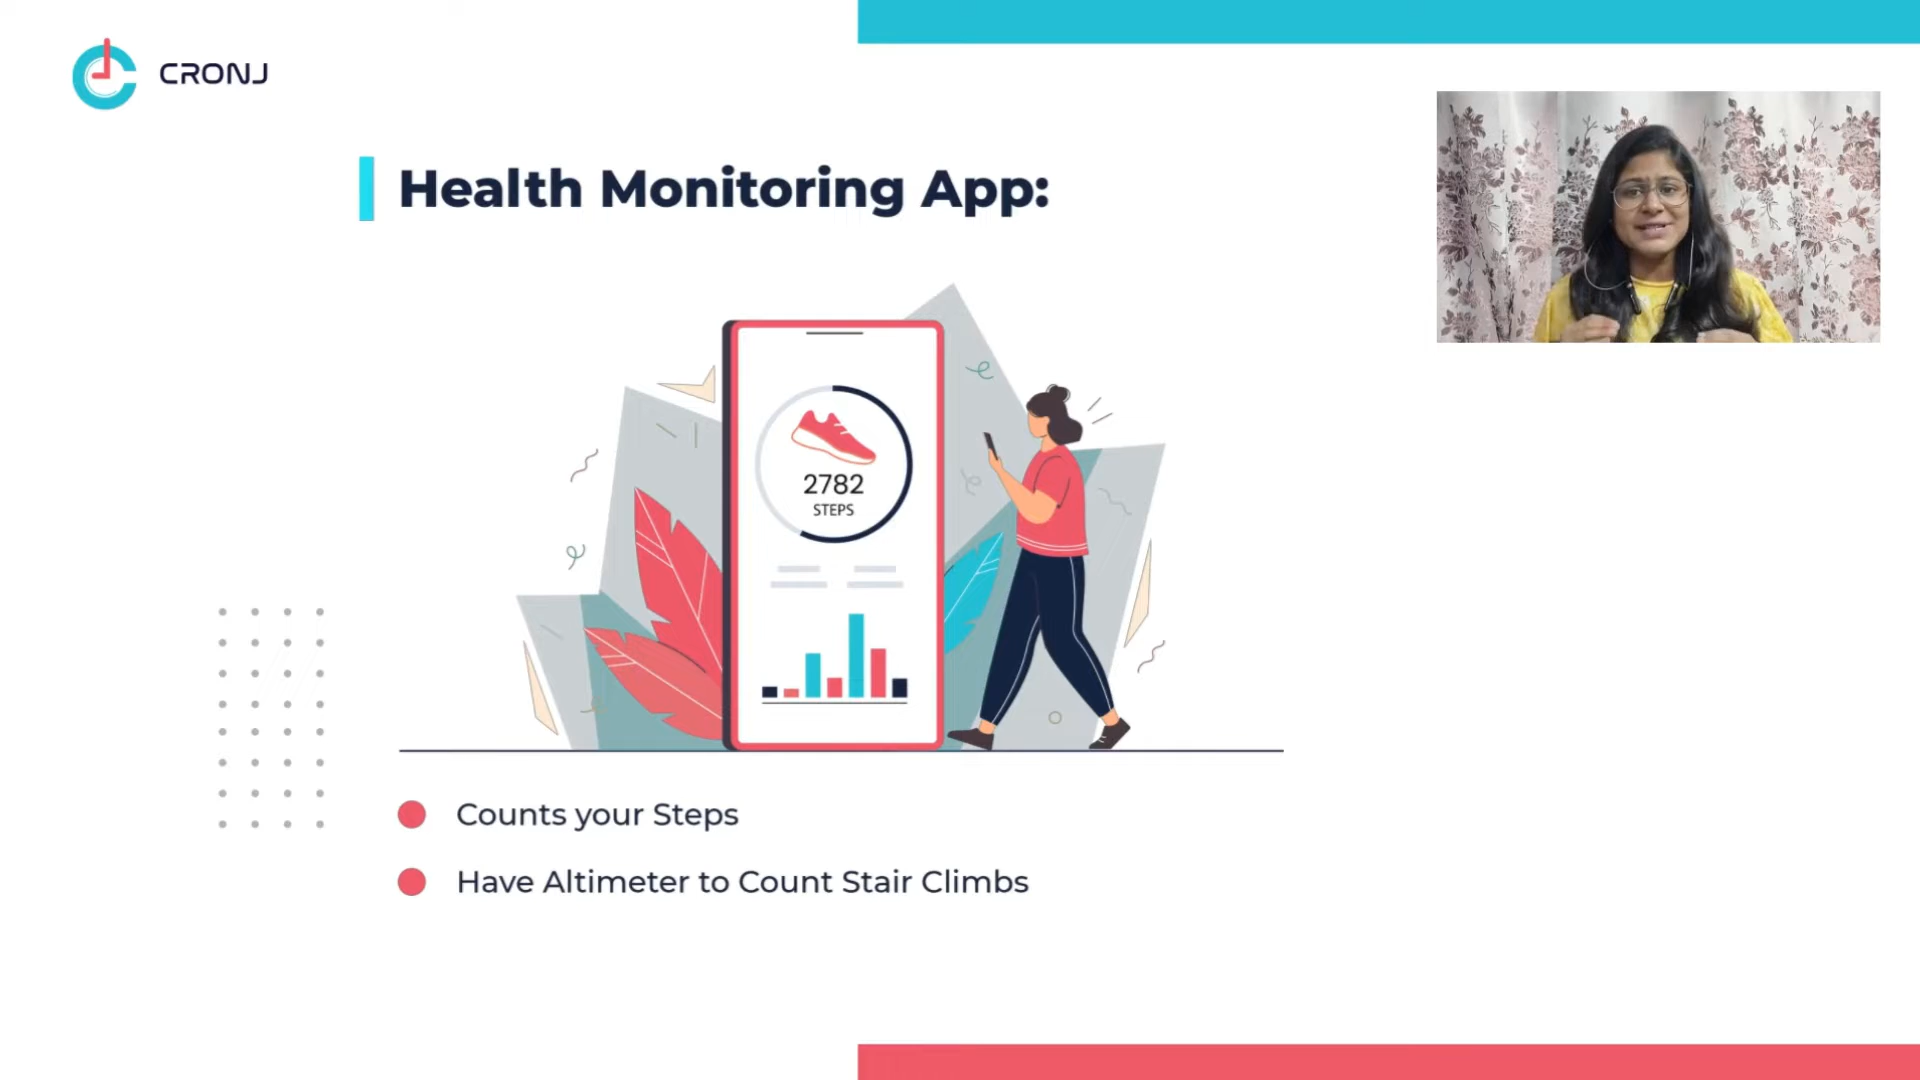 CRONJ
Health Monitoring App:
2782
STEPS
Counts your Steps
Have Altimeter to Count Stair Climbs